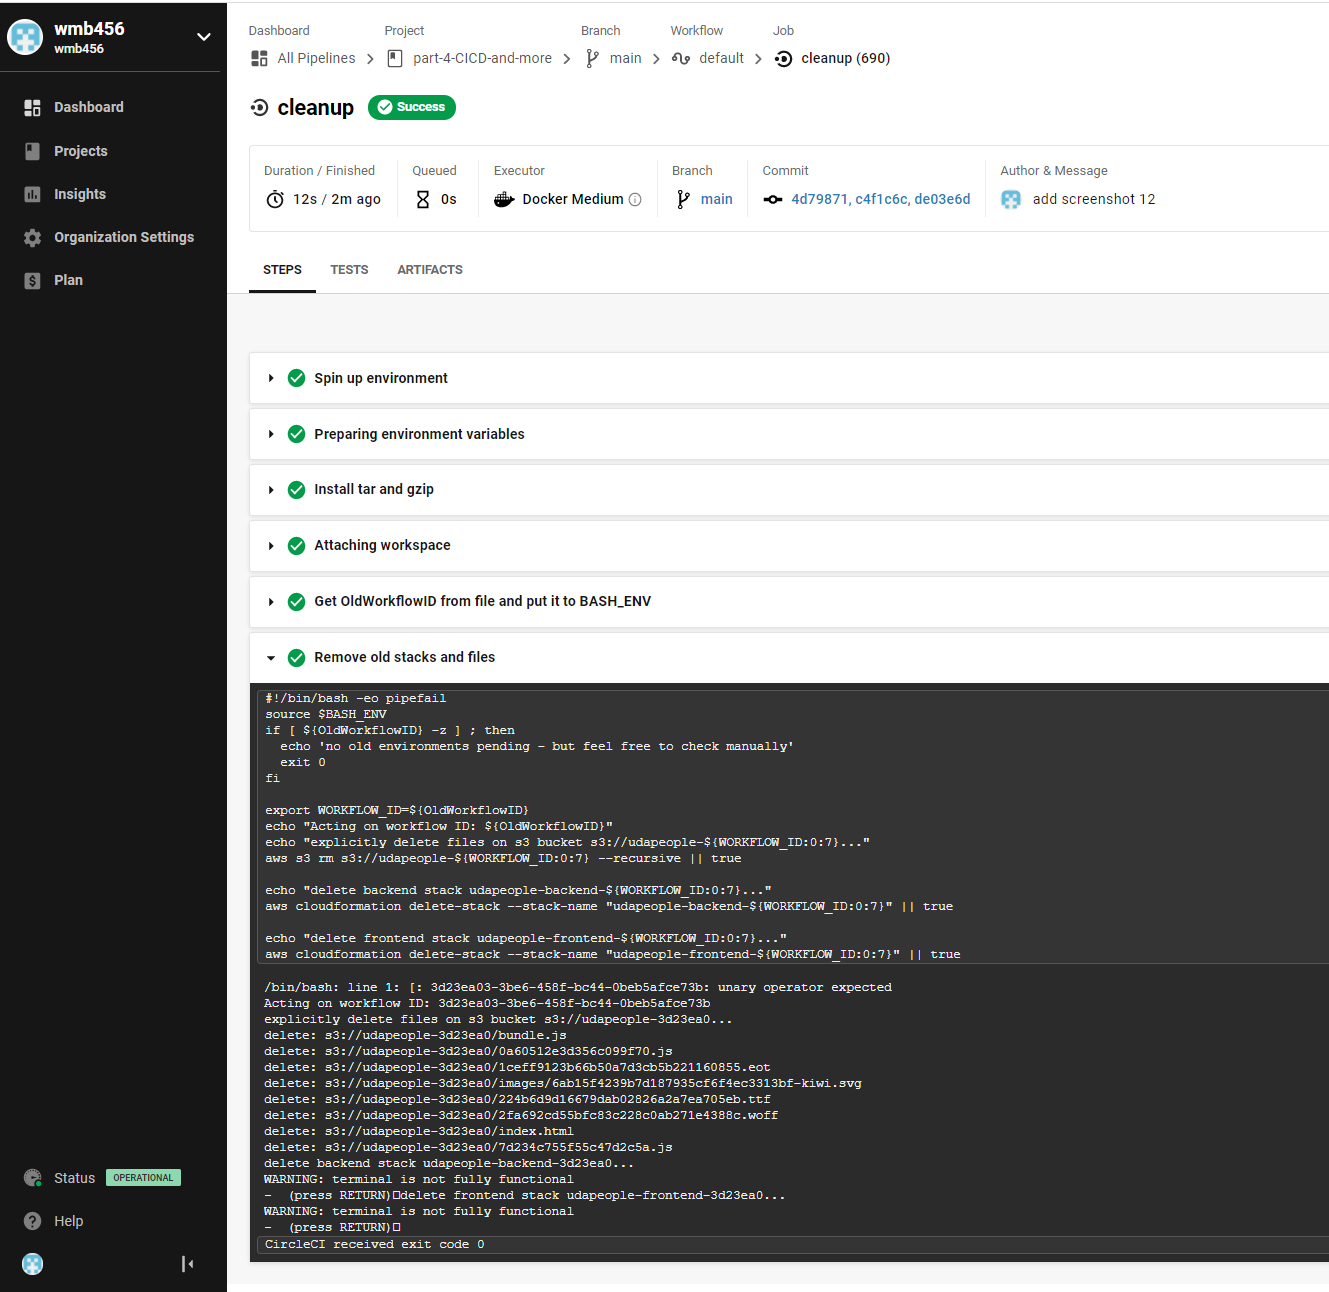 wmb456
wmb456
Dashboard
Projects
Insights
Organization Settings
Plan
Status OPERATIONAL
Help
Dashboard Project Branch Workflow Job
All Pipelines part-4-CICD-and-more main default cleanup (690)
cleanup Success
Duration / Finished Queued Executor Branch Commit Author & Message
12s / 2m ago 0s Docker Medium main 4d79871, c4f1c6c, de03e6d add screenshot 12
STEPS TESTS ARTIFACTS
Spin up environment
Preparing environment variables
Install tar and gzip
Attaching workspace
Get OldWorkflowID from file and put it to BASH_ENV
Remove old stacks and files
#!/bin/bash -eo pipefail
source $BASH_ENV
if [ ${OldWorkflowID} -z ] ; then
  echo 'no old environments pending - but feel free to check manually'
  exit 0
fi
export WORKFLOW_ID=${OldWorkflowID}
echo "Acting on workflow ID: ${OldWorkflowID}"
echo "explicitly delete files on s3 bucket s3://udapeople-${WORKFLOW_ID:0:7}..."
aws s3 rm s3://udapeople-${WORKFLOW_ID:0:7} --recursive || true
echo "delete backend stack udapeople-backend-${WORKFLOW_ID:0:7}..."
aws cloudformation delete-stack --stack-name "udapeople-backend-${WORKFLOW_ID:0:7}" || true
echo "delete frontend stack udapeople-frontend-${WORKFLOW_ID:0:7}..."
aws cloudformation delete-stack --stack-name "udapeople-frontend-${WORKFLOW_ID:0:7}" || true
/bin/bash: line 1: [: 3d23ea03-3be6-458f-bc44-0beb5afce73b: unary operator expected
Acting on workflow ID: 3d23ea03-3be6-458f-bc44-0beb5afce73b
explicitly delete files on s3 bucket s3://udapeople-3d23ea0...
delete: s3://udapeople-3d23ea0/bundle.js
delete: s3://udapeople-3d23ea0/0a60512e3d356c099f70.js
delete: s3://udapeople-3d23ea0/1ceff9123b66b50a7d3cb5b221160855.eot
delete: s3://udapeople-3d23ea0/images/6ab15f4239b7d187935cf6f4ec3313bf-kiwi.svg
delete: s3://udapeople-3d23ea0/224b6d9d16679dab02826a2a7ea705eb.ttf
delete: s3://udapeople-3d23ea0/2fa692cd55bfc83c228c0ab271e4388c.woff
delete: s3://udapeople-3d23ea0/index.html
delete: s3://udapeople-3d23ea0/7d234c755f55c47d2c5a.js
delete backend stack udapeople-backend-3d23ea0...
WARNING: terminal is not fully functional
-  (press RETURN)□delete frontend stack udapeople-frontend-3d23ea0...
WARNING: terminal is not fully functional
-  (press RETURN)□
CircleCI received exit code 0